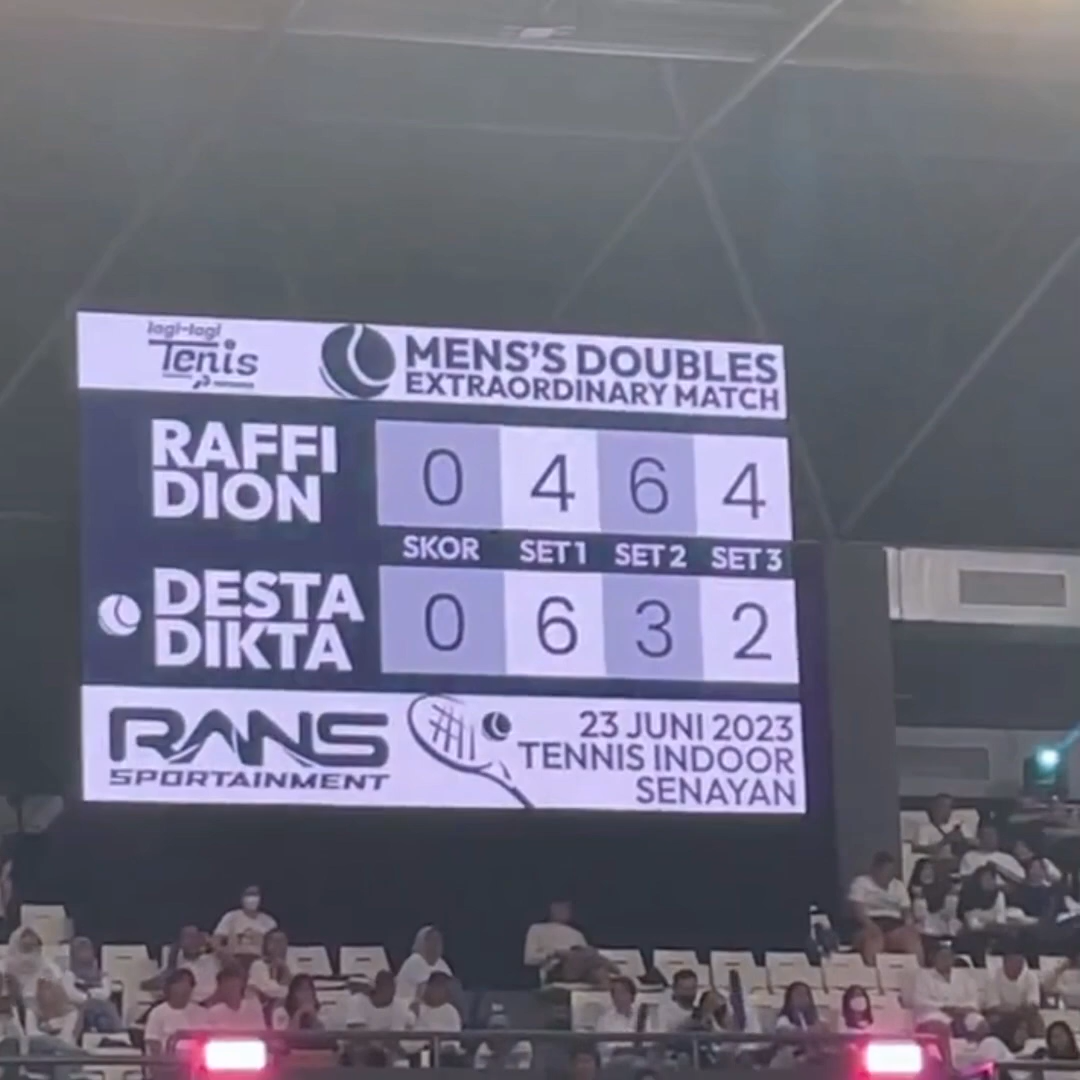 lagi-lagi
Tenis
MENS'S DOUBLES
EXTRAORDINARY MATCH
RAFFI
DION
0 4 6 4
SKOR SET 1 SET 2 SET 3
DESTA
DIKTA
0 6 3 2
RANS
SPORTAINMENT
23 JUNI 2023
TENNIS INDOOR
SENAYAN